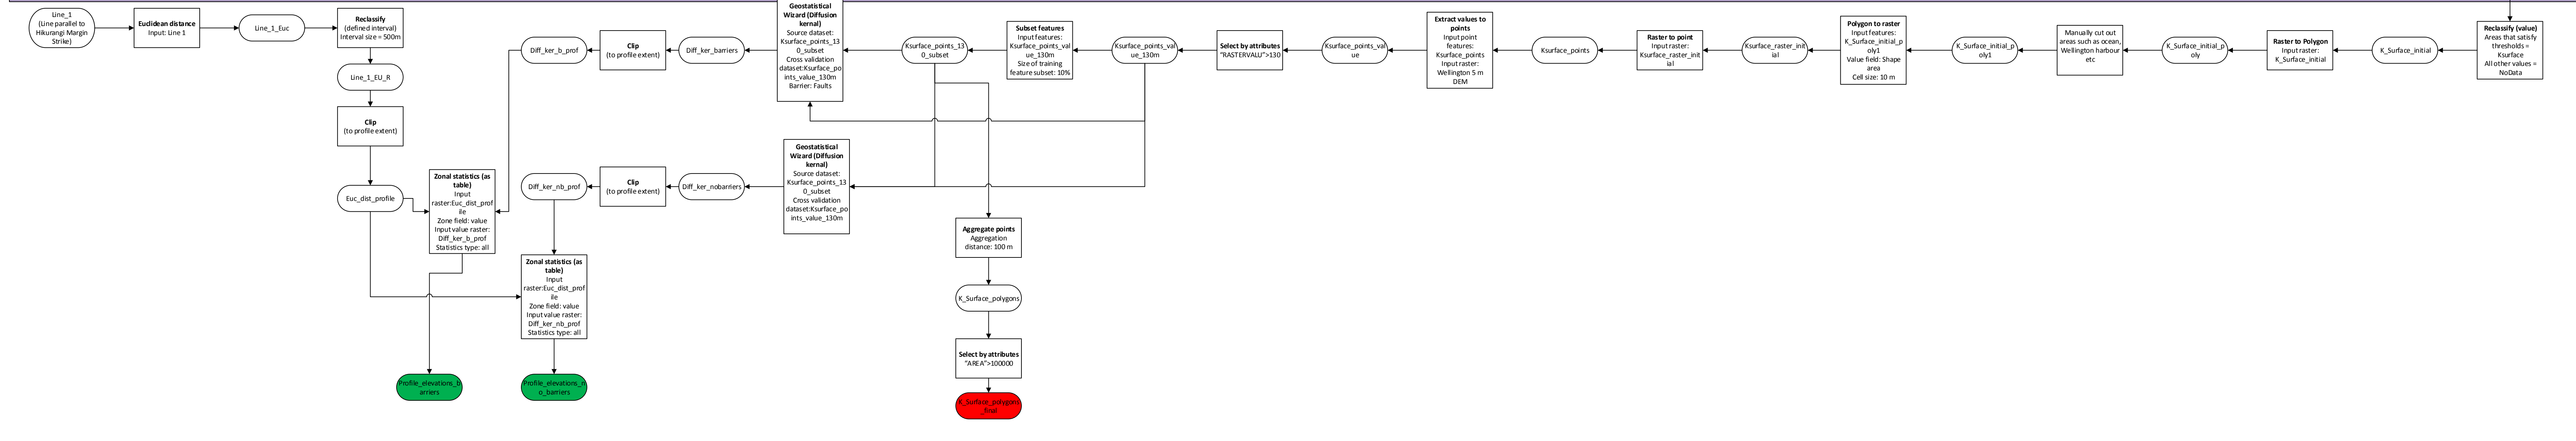 Line_1
(Line parallel to
Hikurangi Margin
Strike)
Euclidean distance
Input: Line 1
Line_1_Euc
Reclassify
(defined interval)
Interval size = 500m
Line_1_EU_R
Clip
(to profile extent)
Euc_dist_profile
Zonal statistics (as
table)
Input
raster:Euc_dist_prof
ile
Zone field: value
Input value raster:
Diff_ker_b_prof
Statistics type: all
Profile_elevations_b
arriers
Diff_ker_b_prof
Clip
(to profile extent)
Diff_ker_barriers
Geostatistical
Wizard (Diffusion
kernal)
Source dataset:
Ksurface_points_13
0_subset
Cross validation
dataset:Ksurface_po
ints_value_130m
Barrier: Faults
Diff_ker_nb_prof
Clip
(to profile extent)
Diff_ker_nobarriers
Geostatistical
Wizard (Diffusion
kernal)
Source dataset:
Ksurface_points_13
0_subset
Cross validation
dataset:Ksurface_po
ints_value_130m
Zonal statistics (as
table)
Input
raster:Euc_dist_prof
ile
Zone field: value
Input value raster:
Diff_ker_nb_prof
Statistics type: all
Profile_elevations_n
o_barriers
Ksurface_points_13
0_subset
Aggregate points
Aggregation
distance: 100 m
K_Surface_polygons
Select by attributes
"AREA">100000
K_Surface_polygons
_final
Subset features
Input features:
Ksurface_points_val
ue_130m
Size of training
feature subset: 10%
Ksurface_points_val
ue_130m
Select by attributes
"RASTERVALU">130
Ksurface_points_val
ue
Extract values to
points
Input point
features:
Ksurface_points
Input raster:
Wellington 5 m
DEM
Ksurface_points
Raster to point
Input raster:
Ksurface_raster_init
ial
Ksurface_raster_init
ial
Polygon to raster
Input features:
K_Surface_initial_p
oly1
Value field: Shape
area
Cell size: 10 m
K_Surface_initial_p
oly1
Manually cut out
areas such as ocean,
Wellington harbour
etc
K_Surface_initial_p
oly
Raster to Polygon
Input raster:
K_Surface_initial
K_Surface_initial
Reclassify (value)
Areas that satisfy
thresholds =
Ksurface
All other values =
NoData